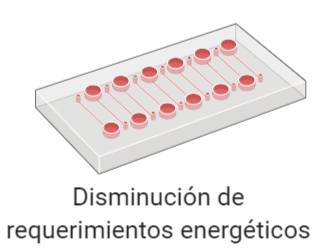 Disminución de
requerimientos energéticos